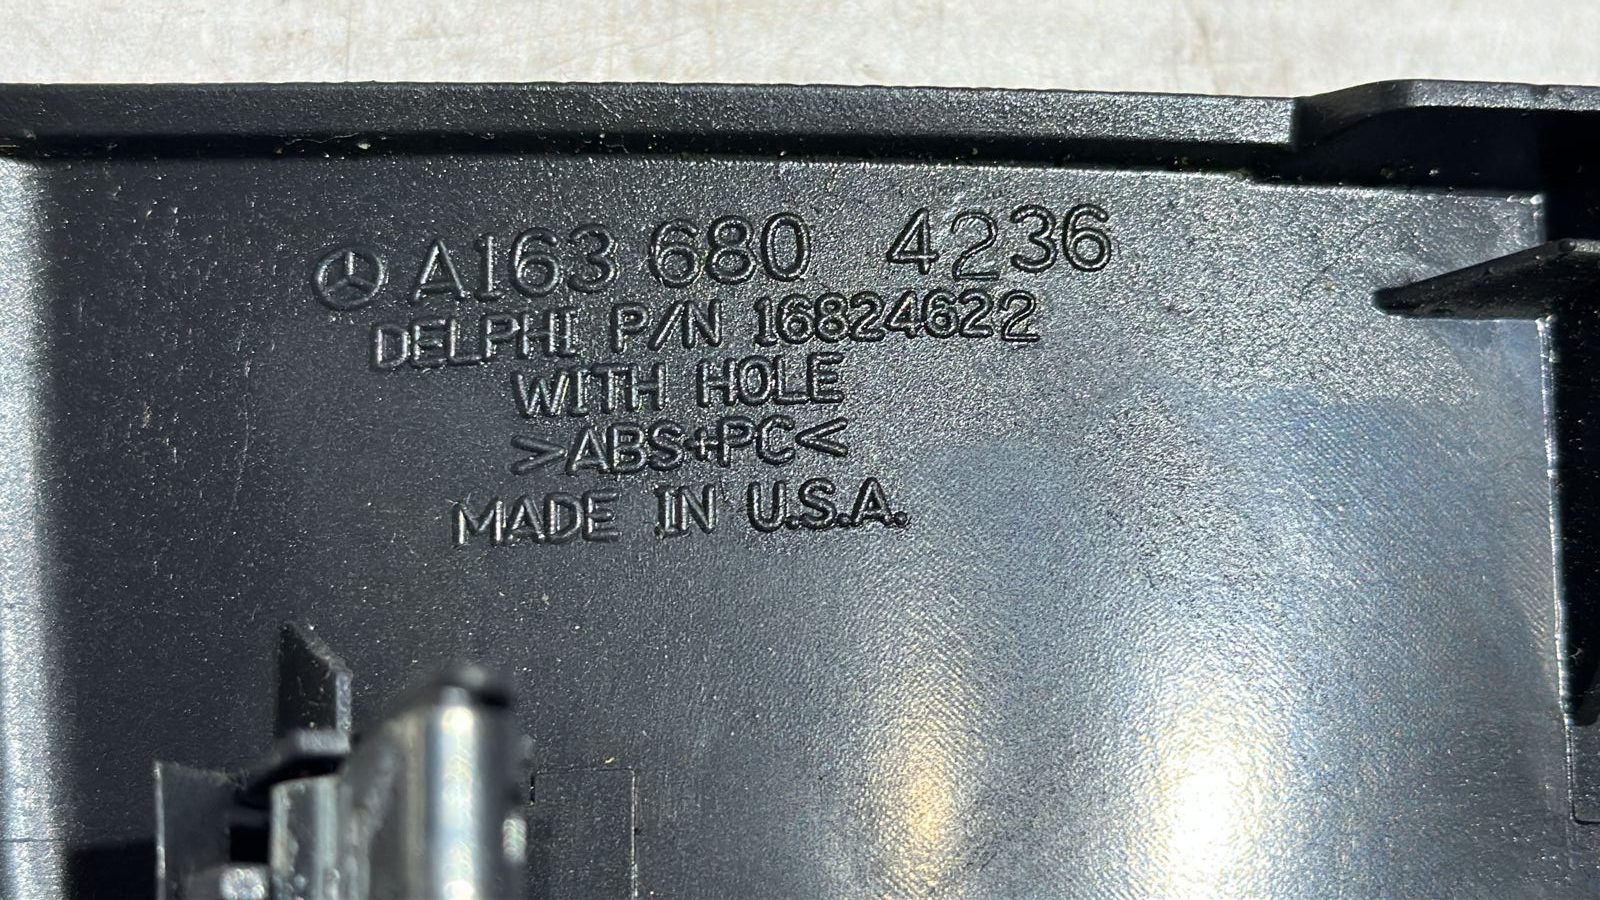 A163 680 4236
DELPHI P/N 16824622
WITH HOLE
>ABS+PC<
MADE IN U.S.A.